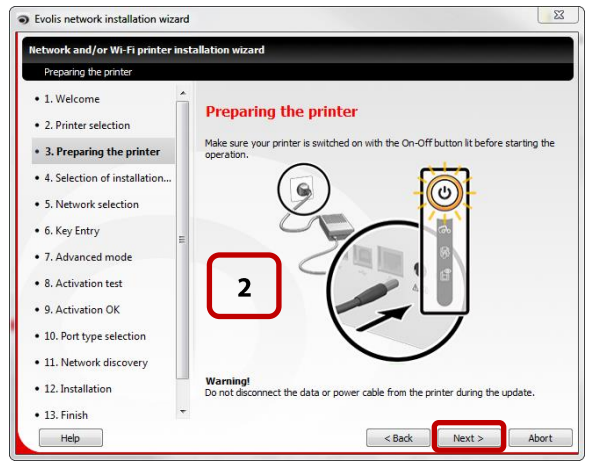 Evolis network installation wizard
Network and/or Wi-Fi printer installation wizard
Preparing the printer
• 1. Welcome
• 2. Printer selection
• 3. Preparing the printer
• 4. Selection of installation...
• 5. Network selection
• 6. Key Entry
• 7. Advanced mode
• 8. Activation test
• 9. Activation OK
• 10. Port type selection
• 11. Network discovery
• 12. Installation
• 13. Finish
Preparing the printer
Make sure your printer is switched on with the On-Off button lit before starting the
operation.
2
Warning!
Do not disconnect the data or power cable from the printer during the update.
Help
< Back
Next >
Abort